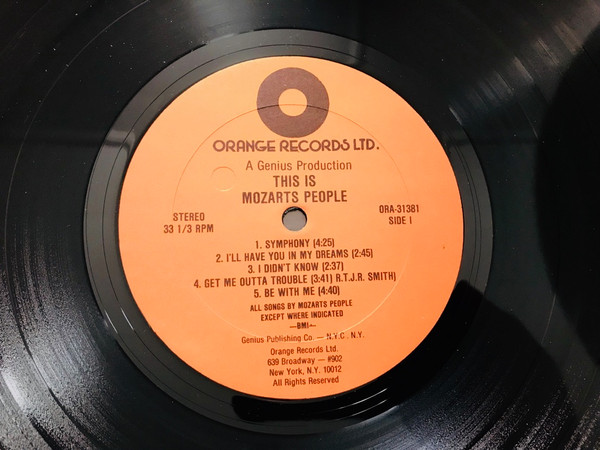 ORANGE RECORDS LTD.
A Genius Production
THIS IS
MOZARTS PEOPLE
STEREO
33 1/3 RPM
ORA-31381
SIDE I
1. SYMPHONY (4:25)
2. I'LL HAVE YOU IN MY DREAMS (2:45)
3. I DIDN'T KNOW (2:37)
4. GET ME OUTTA TROUBLE (3:41) R.T.J.R. SMITH)
5. BE WITH ME (4:40)
ALL SONGS BY MOZARTS PEOPLE
EXCEPT WHERE INDICATED
—BMI—
Genius Publishing Co. — N.Y.C., N.Y.
Orange Records Ltd.
639 Broadway — #902
New York, N.Y. 10012
All Rights Reserved